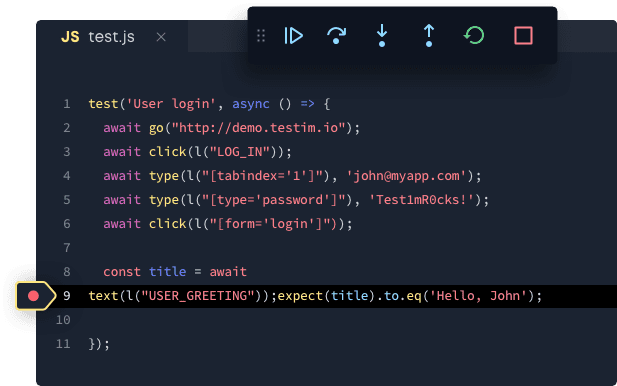 JS test.js
1 test('User login', async () => {
2 await go("http://demo.testim.io");
3 await click(l("LOG_IN"));
4 await type(l("[tabindex='1']"), 'john@myapp.com');
5 await type(l("[type='password']"), 'Test1mR0cks!');
6 await click(l("[form='login']"));
7
8 const title = await
9 text(l("USER_GREETING"));expect(title).to.eq('Hello, John');
10
11 });